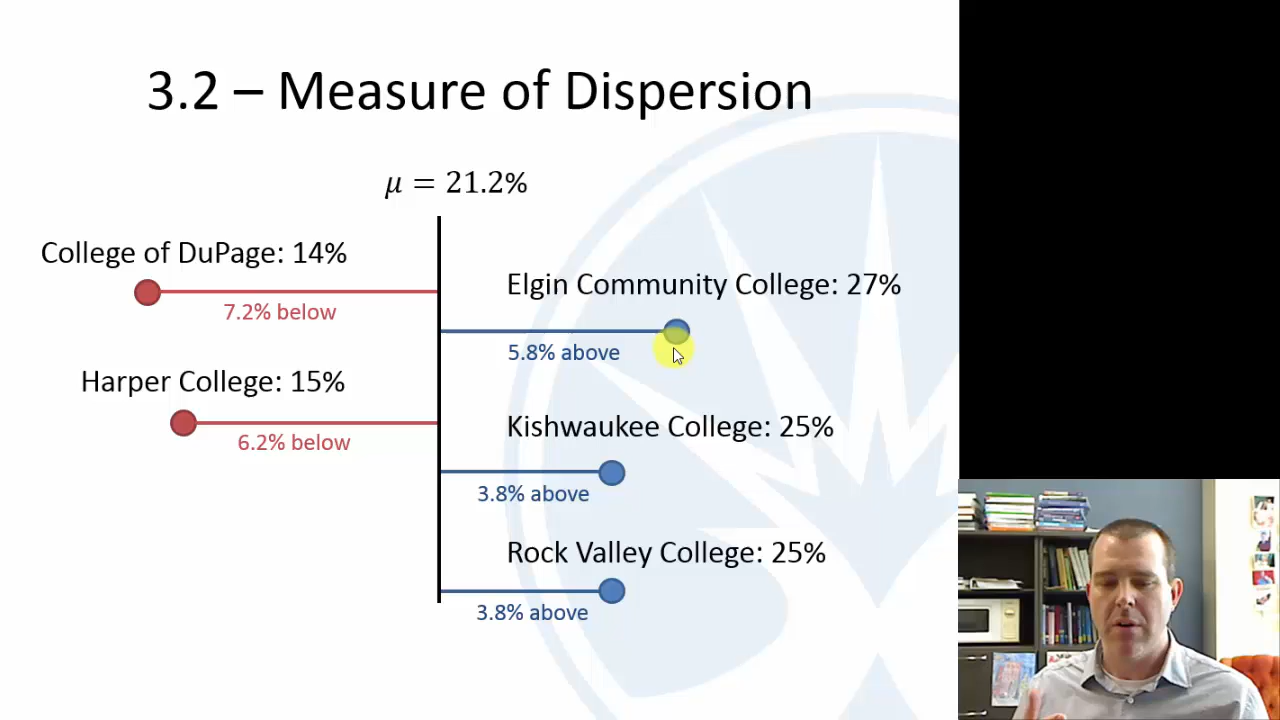 3.2 – Measure of Dispersion
μ = 21.2%
College of DuPage: 14%
7.2% below
Elgin Community College: 27%
5.8% above
Harper College: 15%
6.2% below
Kishwaukee College: 25%
3.8% above
Rock Valley College: 25%
3.8% above